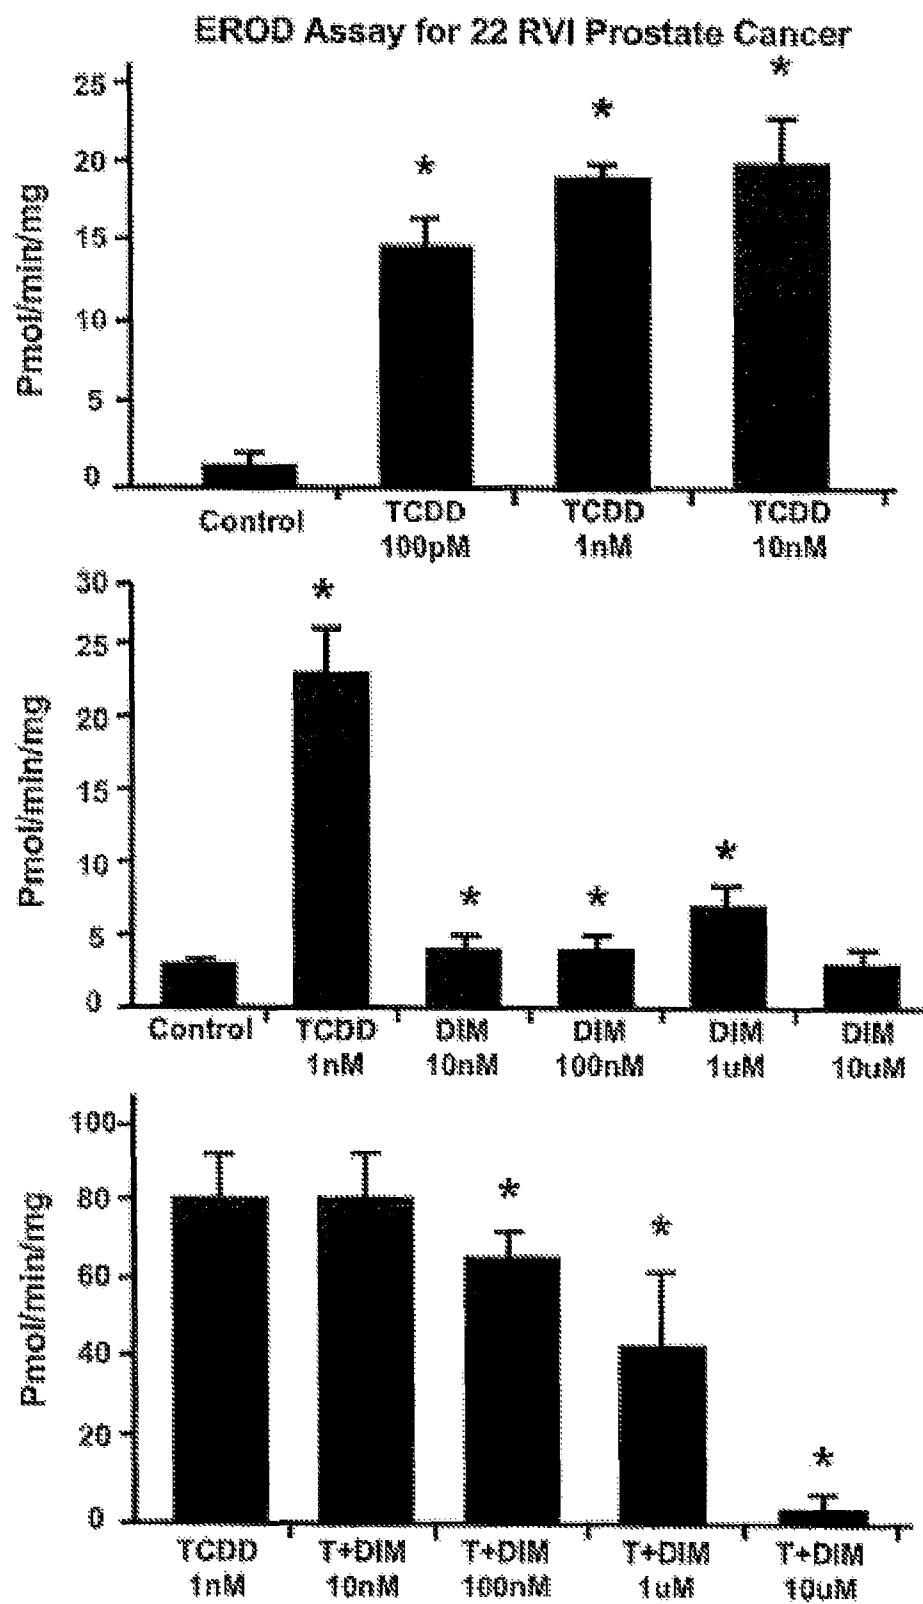 EROD Assay for 22 RVI Prostate Cancer
Pmol/min/mg
25
20
15
10
5
0
*
*
*
Control
TCDD
100pM
TCDD
1nM
TCDD
10nM
Pmol/min/mg
30
25
20
15
10
5
0
*
*
*
*
Control
TCDD
1nM
DIM
10nM
DIM
100nM
DIM
1uM
DIM
10uM
Pmol/min/mg
100
80
60
40
20
0
*
*
*
TCDD
1nM
T+DIM
10nM
T+DIM
100nM
T+DIM
1uM
T+DIM
10uM